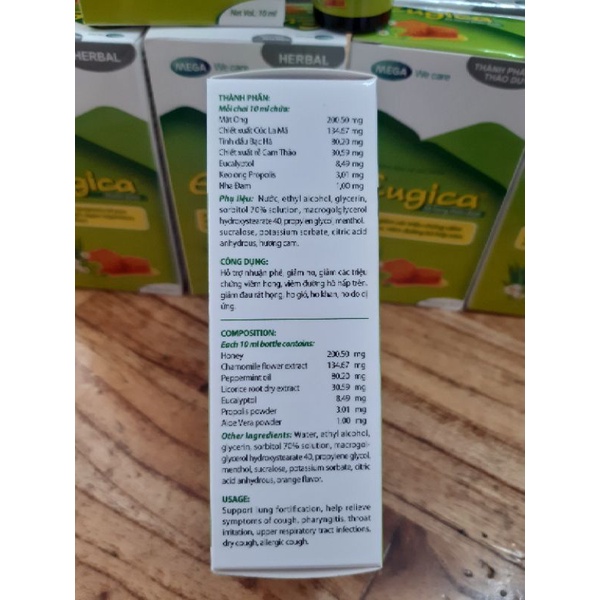 Net Vol.: 10 ml
MEGA We care
HERBAL
MEGA We care
THÀNH PHẦN
THẢO DƯỢC
Eugica
THÀNH PHẦN:
Mỗi chai 10 ml chứa:
Mật Ong 200.50 mg
Chiết xuất Cúc La Mã 134.67 mg
Tinh dầu Bạc Hà 80.20 mg
Chiết xuất rễ Cam Thảo 30.59 mg
Eucalyptol 8,49 mg
Keo ong Propolis 3,01 mg
Nha Đam 1,00 mg
Phụ liệu: Nước, ethyl alcohol, glycerin,
sorbitol 70% solution, macrogolglycerol
hydroxystearate 40, propylen glycol, menthol,
sucralose, potassium sorbate, citric acid
anhydrous, hương cam.
CÔNG DỤNG:
Hỗ trợ nhuận phế, giảm ho, giảm các triệu
chứng viêm họng, viêm đường hô hấp trên,
giảm đau rát họng, ho gió, ho khan, ho do dị
ứng.
COMPOSITION:
Each 10 ml bottle contains:
Honey 200.50 mg
Chamomile flower extract 134.67 mg
Peppermint oil 80.20 mg
Licorice root dry extract 30.59 mg
Eucalyptol 8.49 mg
Propolis powder 3.01 mg
Aloe Vera powder 1.00 mg
Other Ingredients: Water, ethyl alcohol,
glycerin, sorbitol 70% solution, macrogol-
glycerol hydroxystearate 40, propylene glycol,
menthol, sucralose, potassium sorbate, citric
acid anhydrous, orange flavor.
USAGE:
Support lung fortification, help relieve
symptoms of cough, pharyngitis, throat
irritation, upper respiratory tract infections,
dry cough, allergic cough.